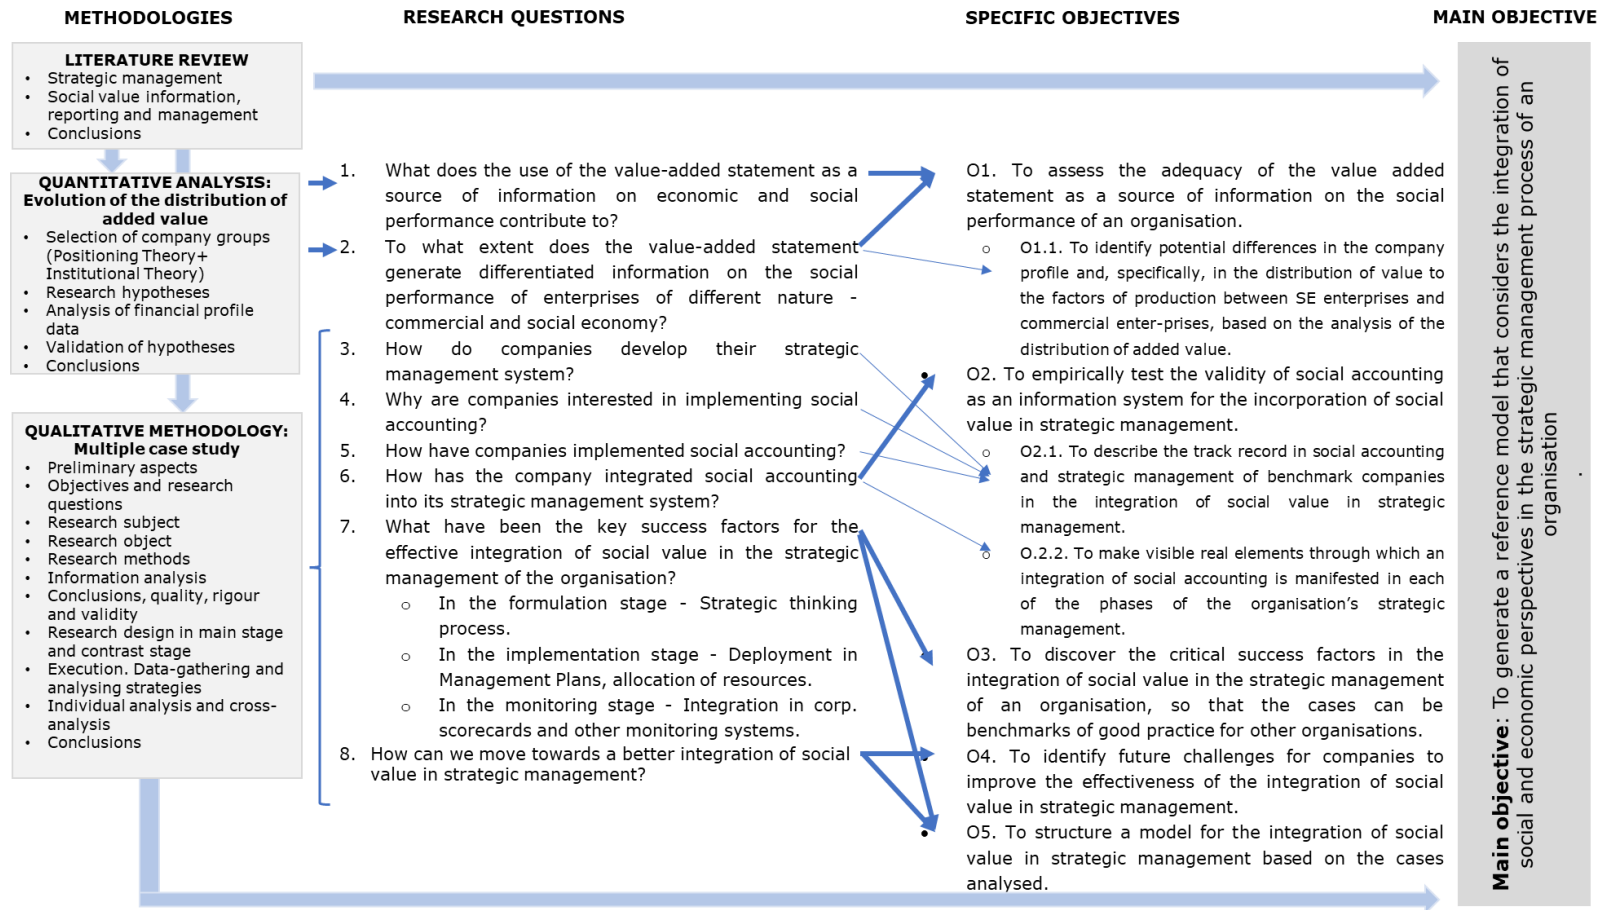 METHODOLOGIES
RESEARCH QUESTIONS
SPECIFIC OBJECTIVES
MAIN OBJECTIVE
LITERATURE REVIEW
• Strategic management
• Social value information,
reporting and management
• Conclusions
QUANTITATIVE ANALYSIS:
Evolution of the distribution of
added value
• Selection of company groups
(Positioning Theory+
Institutional Theory)
• Research hypotheses
• Analysis of financial profile
data
• Validation of hypotheses
• Conclusions
QUALITATIVE METHODOLOGY:
Multiple case study
• Preliminary aspects
• Objectives and research
questions
• Research subject
• Research object
• Research methods
• Information analysis
• Conclusions, quality, rigour
and validity
• Research design in main stage
and contrast stage
• Execution. Data-gathering and
analysing strategies
• Individual analysis and cross-
analysis
• Conclusions
1. What does the use of the value-added statement as a
source of information on economic and social
performance contribute to?
2. To what extent does the value-added statement
generate differentiated information on the social
performance of enterprises of different nature -
commercial and social economy?
3. How do companies develop their strategic
management system?
4. Why are companies interested in implementing social
accounting?
5. How have companies implemented social accounting?
6. How has the company integrated social accounting
into its strategic management system?
7. What have been the key success factors for the
effective integration of social value in the strategic
management of the organisation?
o In the formulation stage - Strategic thinking
process.
o In the implementation stage - Deployment in
Management Plans, allocation of resources.
o In the monitoring stage - Integration in corp.
scorecards and other monitoring systems.
8. How can we move towards a better integration of social
value in strategic management?
O1. To assess the adequacy of the value added
statement as a source of information on the social
performance of an organisation.
o O1.1. To identify potential differences in the company
profile and, specifically, in the distribution of value to
the factors of production between SE enterprises and
commercial enter-prises, based on the analysis of the
distribution of added value.
• O2. To empirically test the validity of social accounting
as an information system for the incorporation of social
value in strategic management.
o O2.1. To describe the track record in social accounting
and strategic management of benchmark companies
in the integration of social value in strategic
management.
o O.2.2. To make visible real elements through which an
integration of social accounting is manifested in each
of the phases of the organisation’s strategic
management.
O3. To discover the critical success factors in the
integration of social value in the strategic management
of an organisation, so that the cases can be
benchmarks of good practice for other organisations.
• O4. To identify future challenges for companies to
improve the effectiveness of the integration of social
value in strategic management.
• O5. To structure a model for the integration of social
value in strategic management based on the cases
analysed.
Main objective: To generate a reference model that considers the integration of
social and economic perspectives in the strategic management process of an
organisation
.